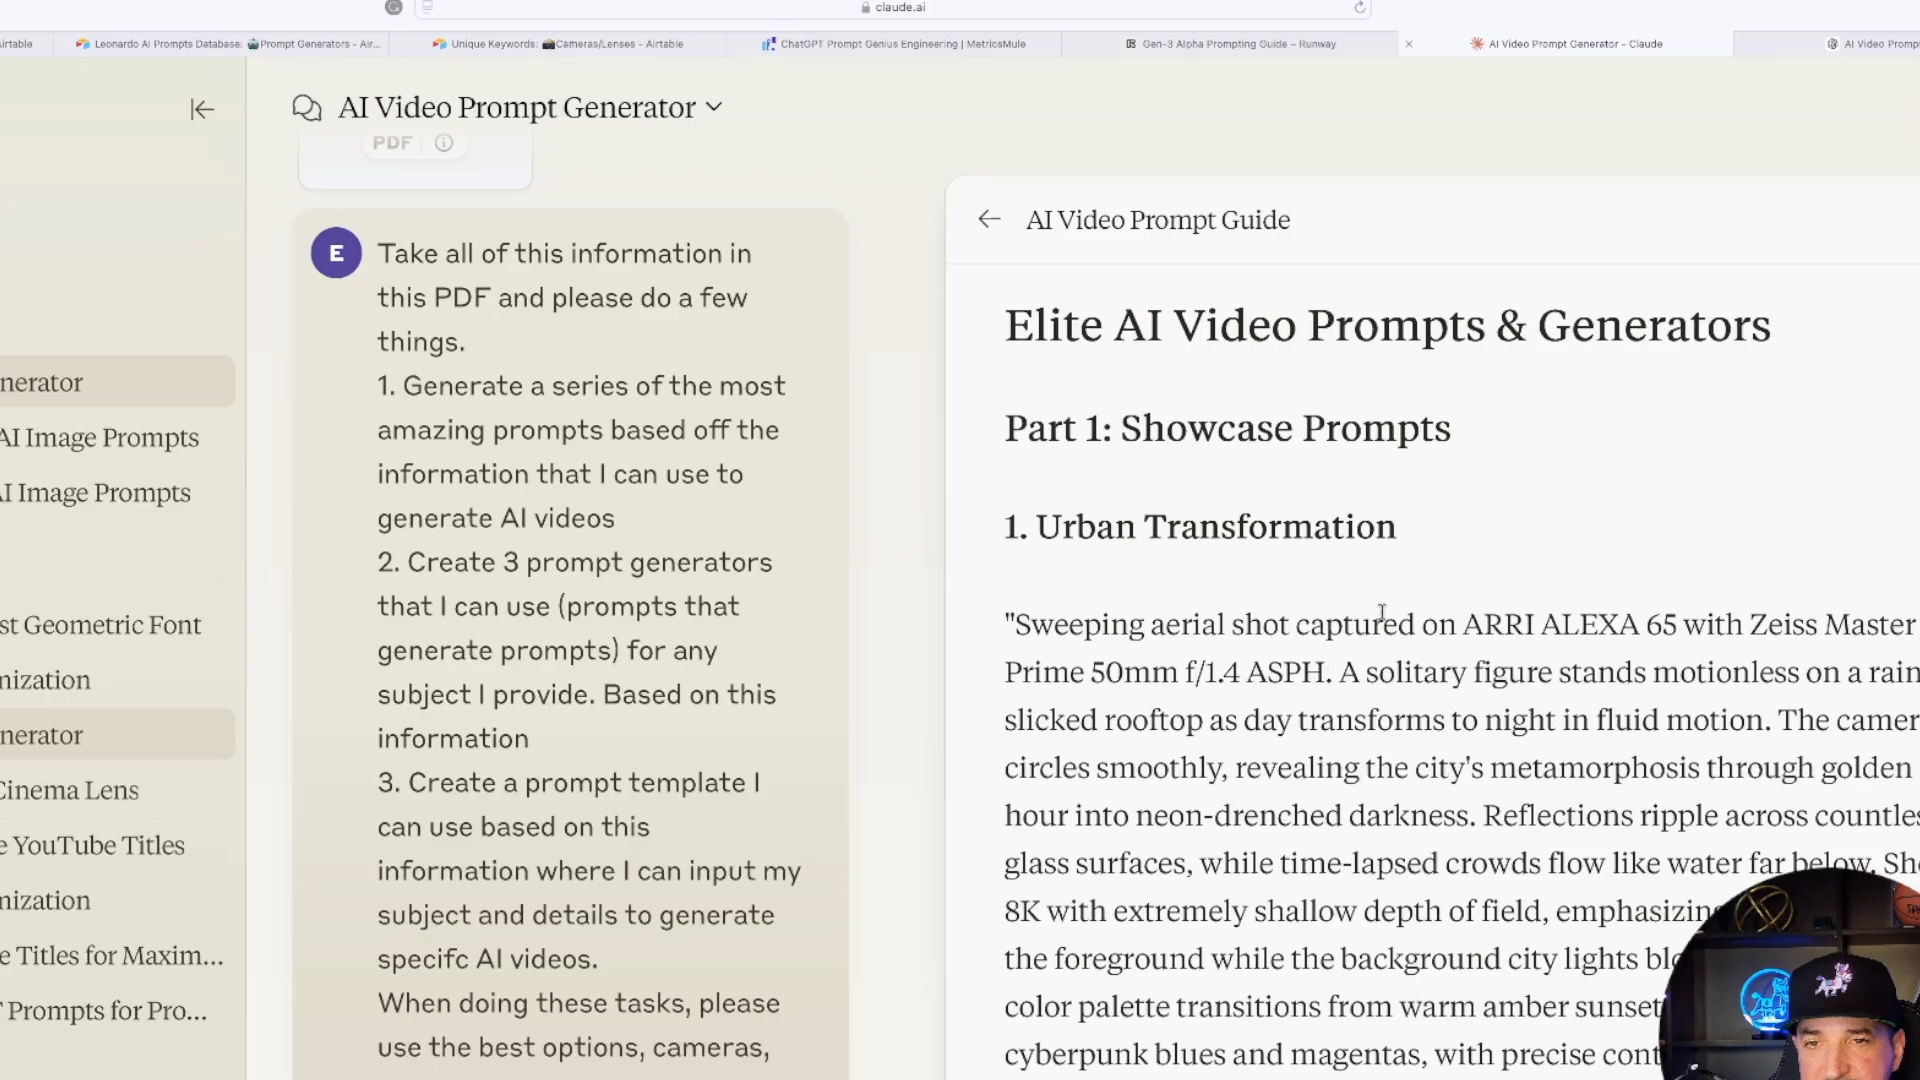 claude.ai
irtable
Leonardo AI Prompts Database: Prompt Generators - Air...
Unique Keywords: Cameras/Lenses - Airtable
ChatGPT Prompt Genius Engineering | MetricsMule
Gen-3 Alpha Prompting Guide – Runway
AI Video Prompt Generator - Claude
AI Video Promp
AI Video Prompt Generator
PDF
nerator
AI Image Prompts
AI Image Prompts
st Geometric Font
nization
nerator
Cinema Lens
e YouTube Titles
nization
e Titles for Maxim...
T Prompts for Pro...
E
Take all of this information in
this PDF and please do a few
things.
1. Generate a series of the most
amazing prompts based off the
information that I can use to
generate AI videos
2. Create 3 prompt generators
that I can use (prompts that
generate prompts) for any
subject I provide. Based on this
information
3. Create a prompt template I
can use based on this
information where I can input my
subject and details to generate
specifc AI videos.
When doing these tasks, please
use the best options, cameras,
AI Video Prompt Guide
Elite AI Video Prompts & Generators
Part 1: Showcase Prompts
1. Urban Transformation
"Sweeping aerial shot captured on ARRI ALEXA 65 with Zeiss Master
Prime 50mm f/1.4 ASPH. A solitary figure stands motionless on a rain
slicked rooftop as day transforms to night in fluid motion. The camer
circles smoothly, revealing the city's metamorphosis through golden
hour into neon-drenched darkness. Reflections ripple across countles
glass surfaces, while time-lapsed crowds flow like water far below. Sh
8K with extremely shallow depth of field, emphasizin
the foreground while the background city lights bl
color palette transitions from warm amber sunset
cyberpunk blues and magentas, with precise cont